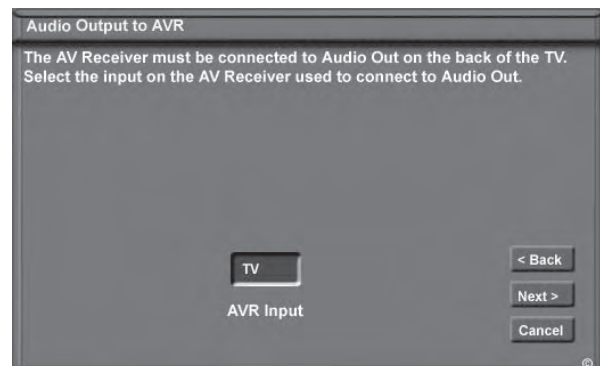 Audio Output to AVR
The AV Receiver must be connected to Audio Out on the back of the TV.
Select the input on the AV Receiver used to connect to Audio Out.
TV
AVR Input
< Back
Next >
Cancel
©